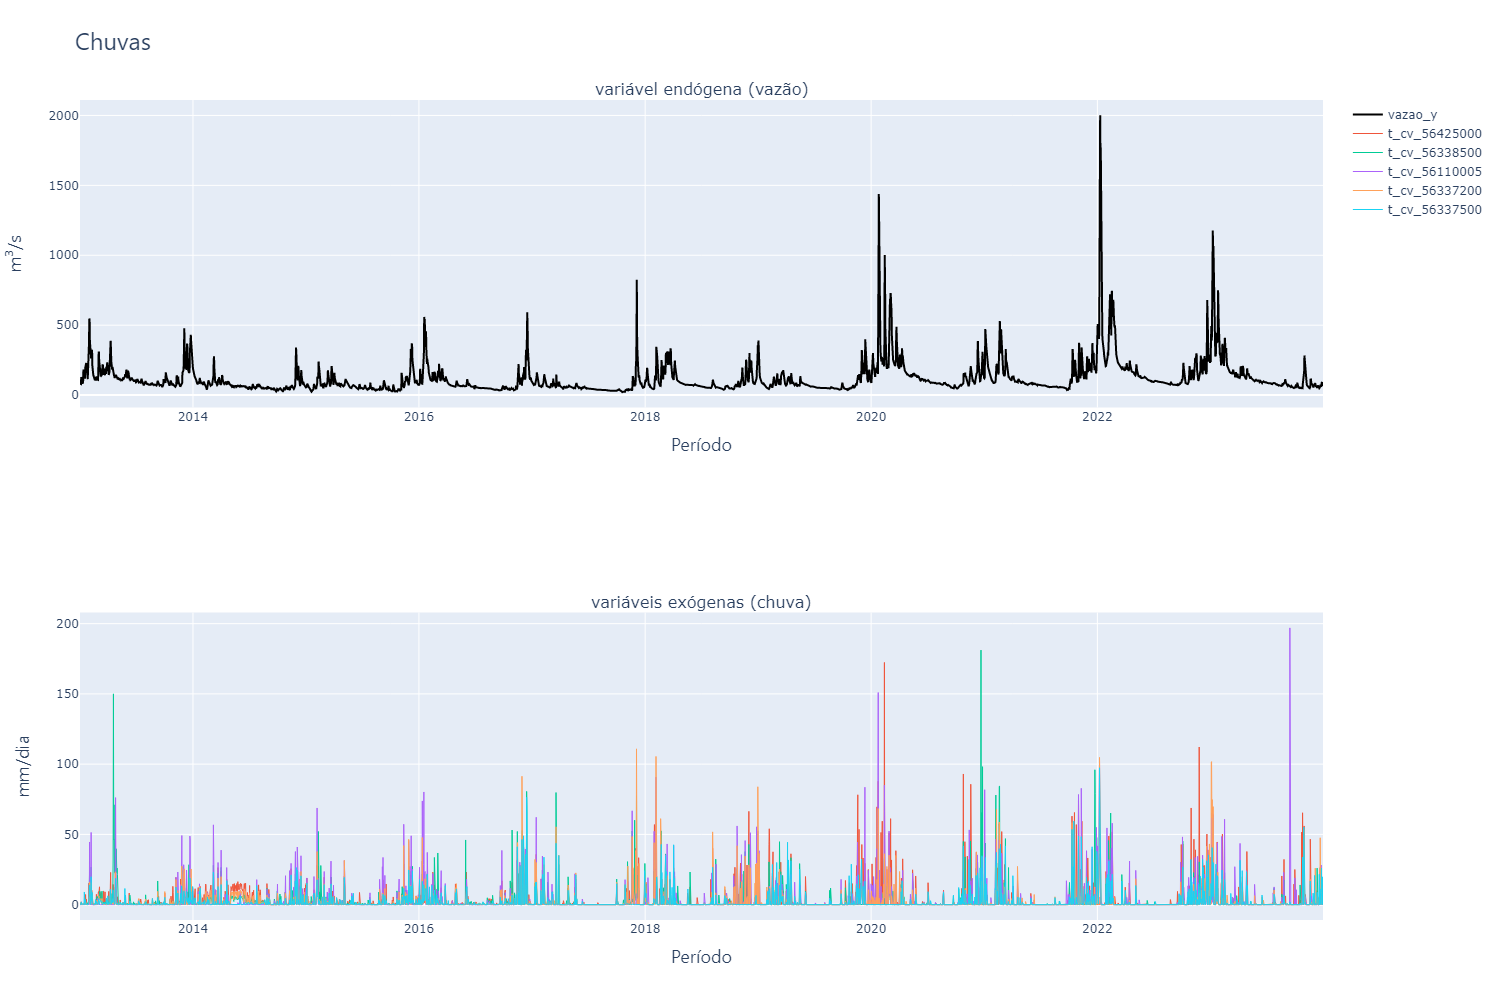 Chuvas
variável endógena (vazão)
2000
1500
1000
500
0
m³/s
2014
2016
2018
2020
2022
Período
vazao_y
t_cv_56425000
t_cv_56338500
t_cv_56110005
t_cv_56337200
t_cv_56337500
variáveis exógenas (chuva)
200
150
100
50
0
mm/dia
2014
2016
2018
2020
2022
Período